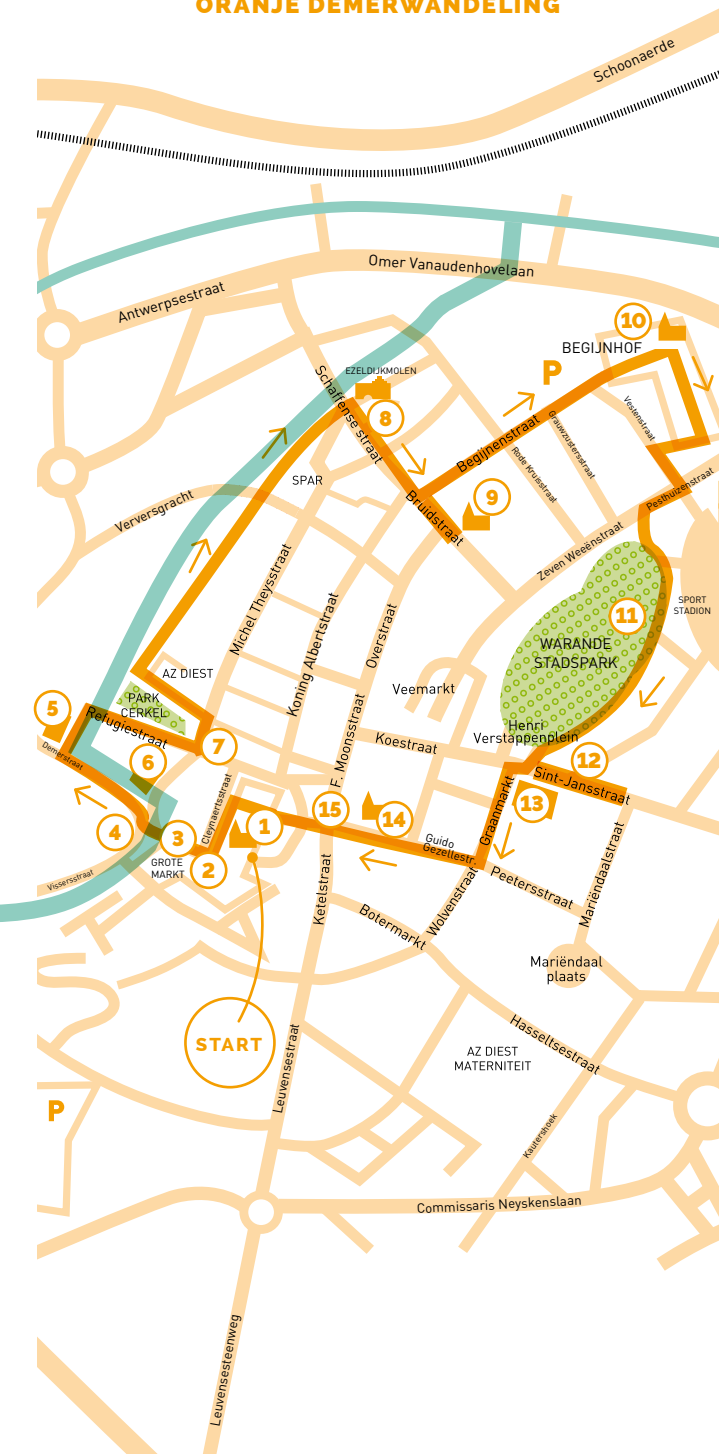 ORANJE DEMERWANDELING
Schoonaerde
Omer Vanaudenhovelaan
Antwerpsestraat
10
BEGIJNHOF
P
EZELDIJKMOLEN
Schaffense straat
8
Vestenstraat
Begijnenstraat
Grauwzustersstraat
Rode Kruisstraat
SPAR
9
Bruidstraat
Pesthuizenstraat
Ververs­gracht
Zeven Weeënstraat
Michel Theysstraat
Koning Albertstraat
Overstraat
11
SPORT
STADION
WARANDE
STADSPARK
AZ DIEST
Veemarkt
PARK
CERKEL
5
Refugiestraat
Henri
Verstappenplein
7
Koestraat
F. Moonsstraat
Demerstraat
6
12
Sint-Jansstraat
13
Graanmarkt
Cleynaertsstraat
15
14
1
4
3
2
GROTE
MARKT
Guido
Gezellestr.
Vissersstraat
Ketelstraat
Peetersstraat
Mariëndaalstraat
Wolvenstraat
Botermarkt
Mariëndaal
plaats
START
Hasseltsestraat
Leuvensestraat
AZ DIEST
MATERNITEIT
P
Kautershoek
Commissaris Neyskenslaan
Leuvensesteenweg